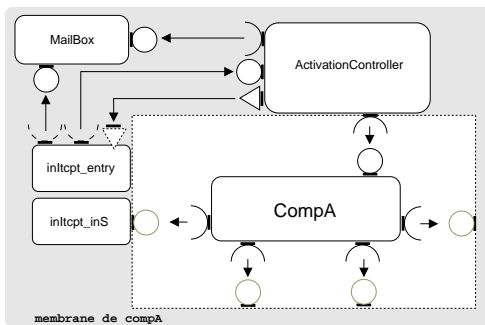 MailBox
ActivationController
inItcpt_entry
inItcpt_inS
CompA
membrane de compA